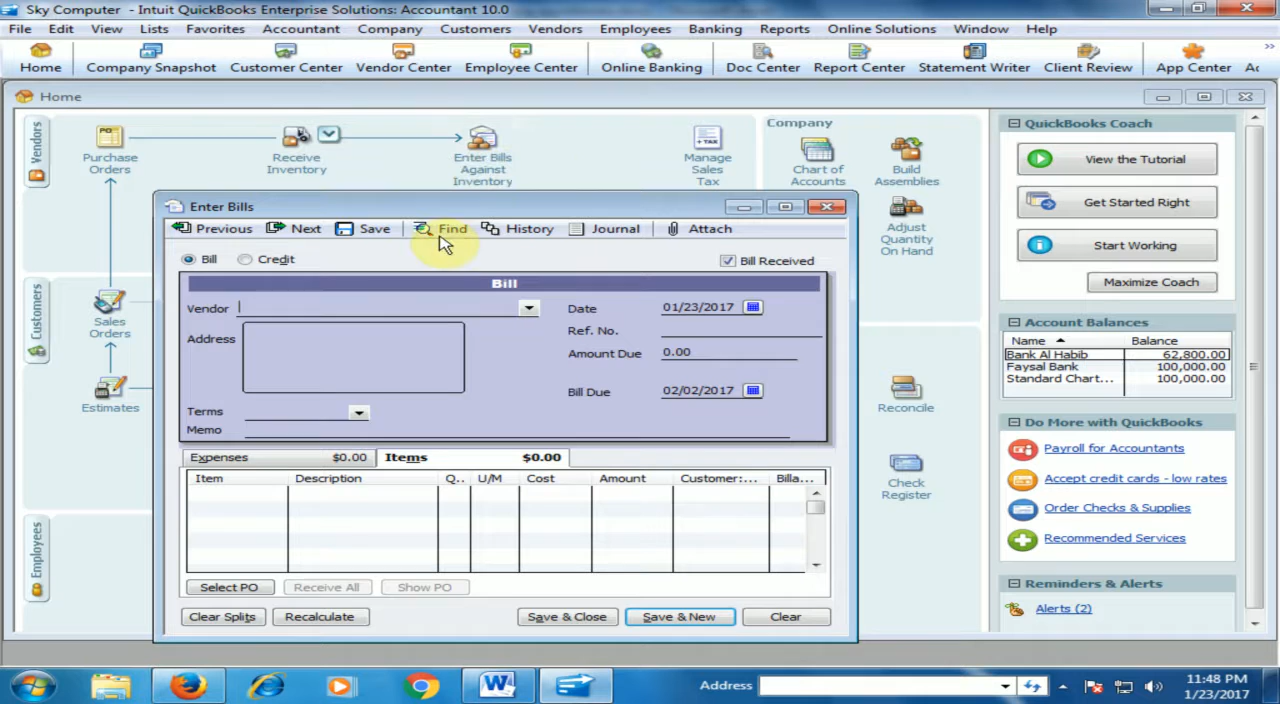 Sky Computer - Intuit QuickBooks Enterprise Solutions: Accountant 10.0
File Edit View Lists Favorites Accountant Company Customers Vendors Employees Banking Reports Online Solutions Window Help
Home Company Snapshot Customer Center Vendor Center Employee Center Online Banking Doc Center Report Center Statement Writer Client Review App Center Ac
Home
Vendors
PO
Purchase
Orders
Receive
Inventory
Enter Bills
Against
Inventory
+ TAX
Manage
Sales
Tax
Company
Chart of
Accounts
Build
Assemblies
Adjust
Quantity
On Hand
Customers
Sales
Orders
Estimates
Employees
Reconcile
Check
Register
Enter Bills
Previous Next Save Find History Journal Attach
Bill Credit Bill Received
Bill
Vendor Date 01/23/2017
Address Ref. No.
Amount Due 0.00
Bill Due 02/02/2017
Terms
Memo
Expenses $0.00 Items $0.00
Item Description Q.. U/M Cost Amount Customer:... Billa...
Select PO Receive All Show PO
Clear Splits Recalculate Save & Close Save & New Clear
QuickBooks Coach
View the Tutorial
Get Started Right
Start Working
Maximize Coach
Account Balances
Name Balance
Bank Al Habib 62,800.00
Faysal Bank 100,000.00
Standard Chart... 100,000.00
Do More with QuickBooks
Payroll for Accountants
Accept credit cards - low rates
Order Checks & Supplies
Recommended Services
Reminders & Alerts
Alerts (2)
Address
11:48 PM
1/23/2017